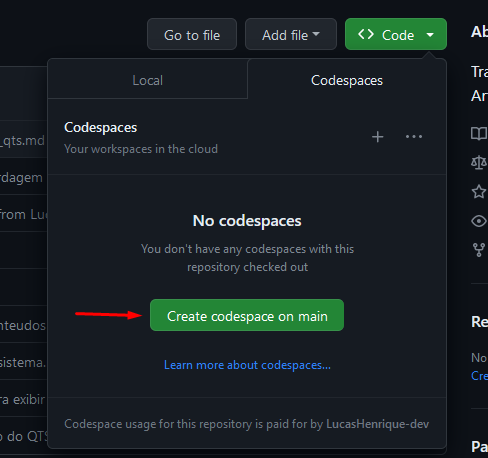 Go to file
Add file
Code
Ab
Local
Codespaces
Tra
Ar
Codespaces
Your workspaces in the cloud
_qts.md
rdagem
from Luc
No codespaces
You don't have any codespaces with this
repository checked out
Create codespace on main
nteudos
Re
sistema.
Learn more about codespaces...
No
Cre
ra exibir
Codespace usage for this repository is paid for by LucasHenrique-dev
o do QTS
Pa